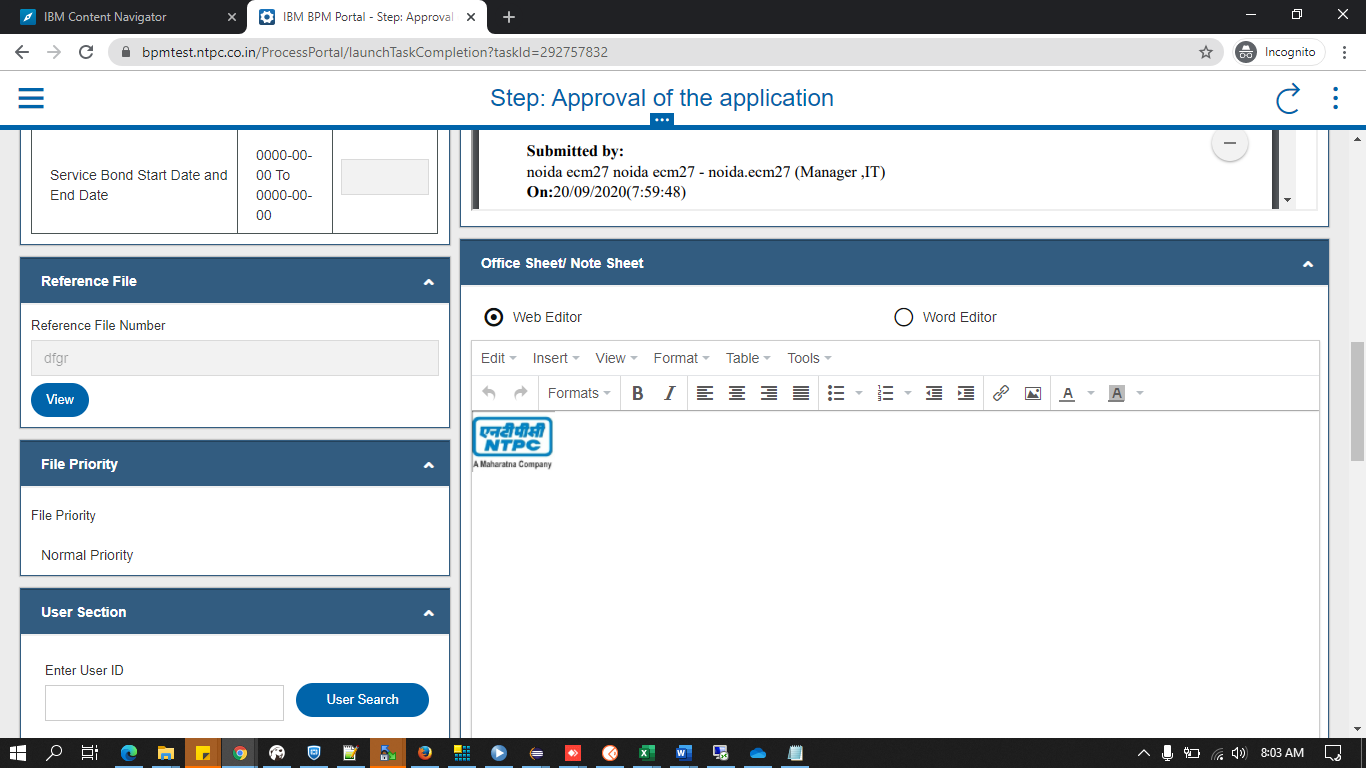 IBM Content Navigator
IBM BPM Portal - Step: Approval
bpmtest.ntpc.co.in/ProcessPortal/launchTaskCompletion?taskId=292757832
Incognito
Step: Approval of the application
Service Bond Start Date and
End Date
0000-00-
00 To
0000-00-
00
Submitted by:
noida ecm27 noida ecm27 - noida.ecm27 (Manager ,IT)
On:20/09/2020(7:59:48)
Reference File
Reference File Number
dfgr
View
File Priority
File Priority
Normal Priority
User Section
Enter User ID
User Search
Office Sheet/ Note Sheet
Web Editor
Word Editor
Edit Insert View Format Table Tools
Formats B I A A
एनटीपीसी
NTPC
A Maharatna Company
8:03 AM